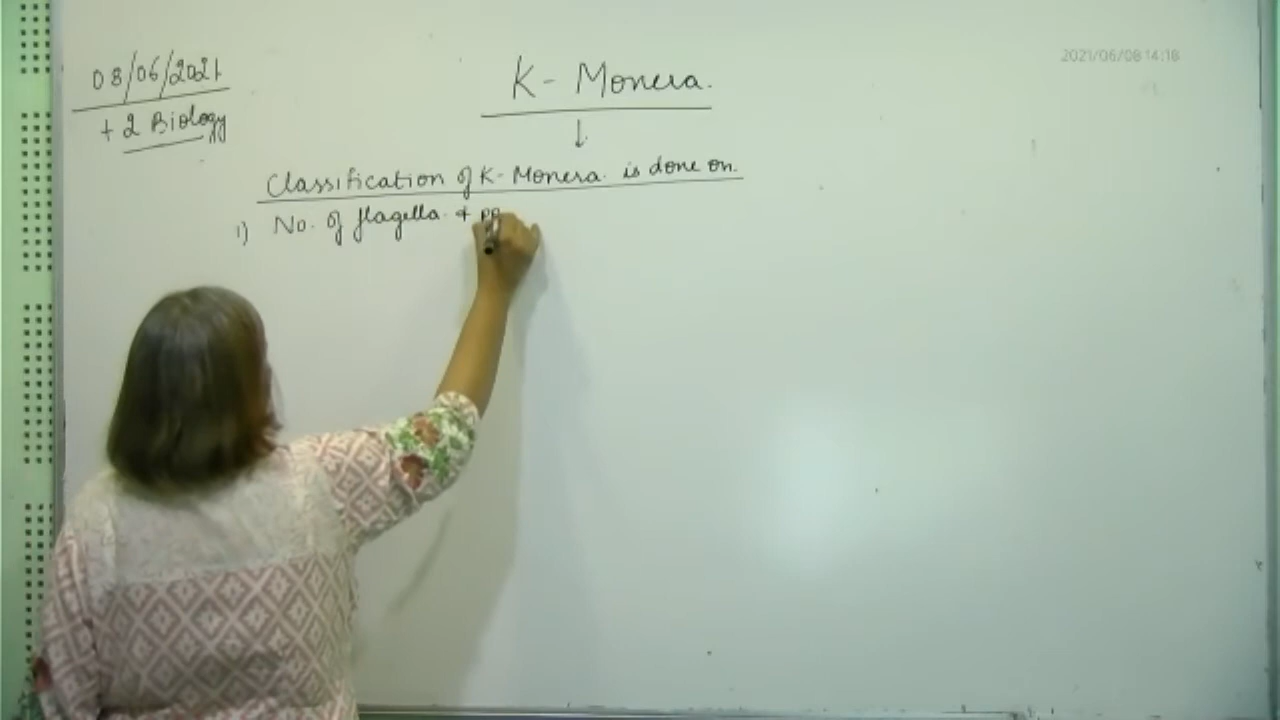 08/06/2021
+2 Biology
K- Monera.
↓
Classification of K-Monera is done on.
1) No. of flagella. +
2021/06/08 14:18